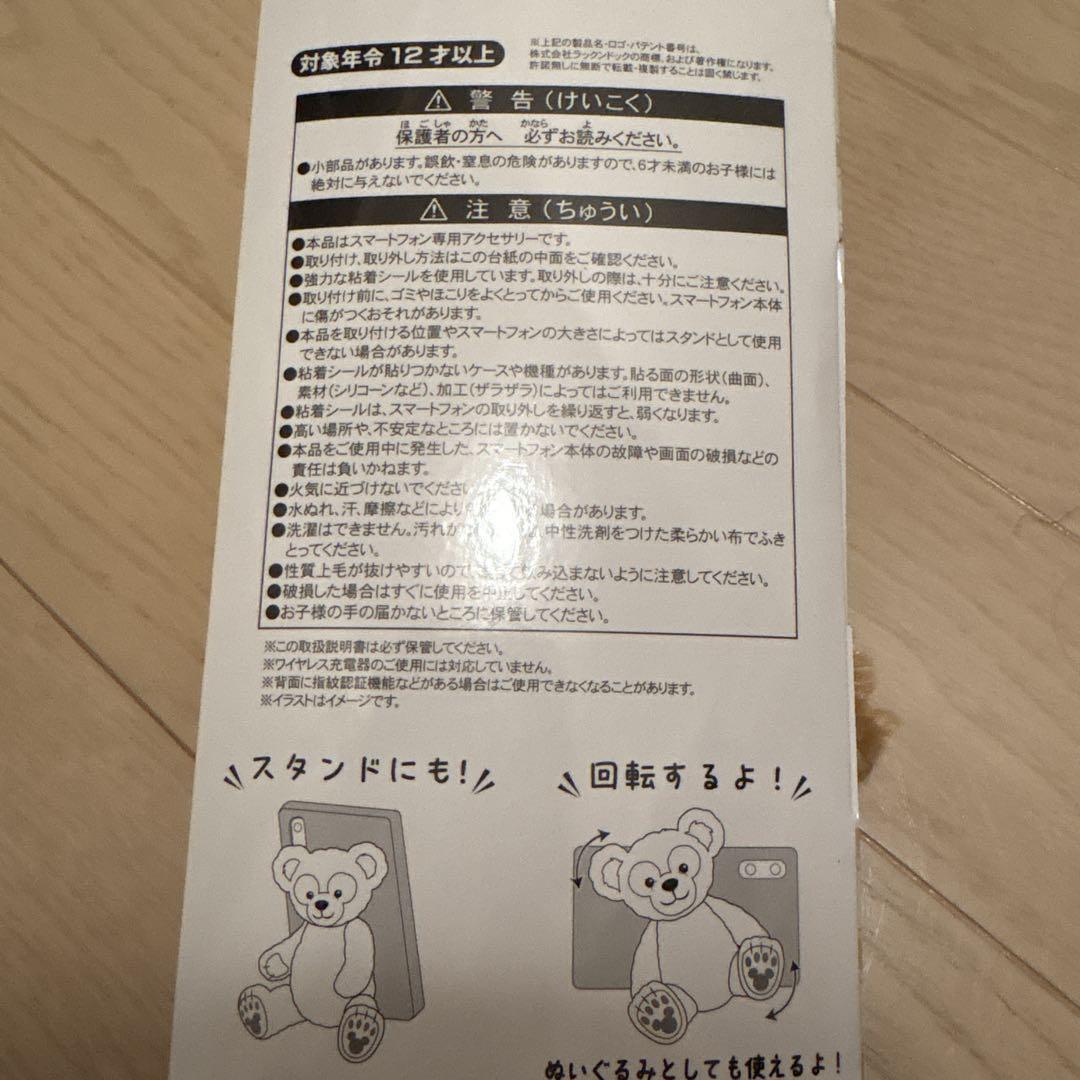 対象年令12才以上
※上記の製品名・ロゴ・パテント番号は、
株式会社ラックンドックの商標、および著作権になります。
許諾無しに無断で転載・複製することは固く禁じます。
⚠ 警告(けいこく)
保護者の方へ 必ずお読みください。
●小部品があります。誤飲・窒息の危険がありますので、6才未満のお子様には
絶対に与えないでください。
⚠ 注意(ちゅうい)
●本品はスマートフォン専用アクセサリーです。
●取り付け、取り外し方法はこの台紙の中面をご確認ください。
●強力な粘着シールを使用しています。取り外しの際は、十分にご注意ください。
●取り付け前に、ゴミやほこりをよくとってからご使用ください。スマートフォン本体
に傷がつくおそれがあります。
●本品を取り付ける位置やスマートフォンの大きさによってはスタンドとして使用
できない場合があります。
●粘着シールが貼りつかないケースや機種があります。貼る面の形状(曲面)、
素材(シリコーンなど)、加工(ザラザラ)によってはご利用できません。
●粘着シールは、スマートフォンの取り外しを繰り返すと、弱くなります。
●高い場所や、不安定なところには置かないでください。
●本品をご使用中に発生した、スマートフォン本体の故障や画面の破損などの
責任は負いかねます。
●火気に近づけないでくださ
●水ぬれ、汗、摩擦などにより 場合があります。
●洗濯はできません。汚れが 中性洗剤をつけた柔らかい布でふき
とってください。
●性質上毛が抜けやすいので 込まないように注意してください。
●破損した場合はすぐに使用を中止してください。
●お子様の手の届かないところに保管してください。
※この取扱説明書は必ず保管してください。
※ワイヤレス充電器のご使用には対応していません。
※背面に指紋認証機能などがある場合はご使用できなくなることがあります。
※イラストはイメージです。
スタンドにも!
回転するよ!
ぬいぐるみとしても使えるよ!